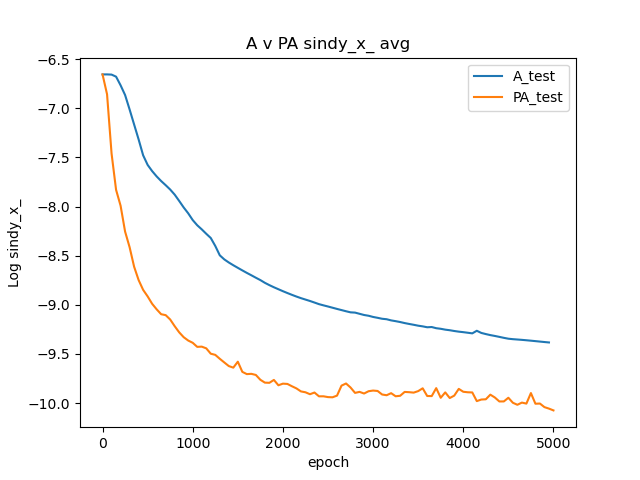 A v PA sindy_x_ avg
A_test
PA_test
Log sindy_x_
−6.5
−7.0
−7.5
−8.0
−8.5
−9.0
−9.5
−10.0
0
1000
2000
3000
4000
5000
epoch